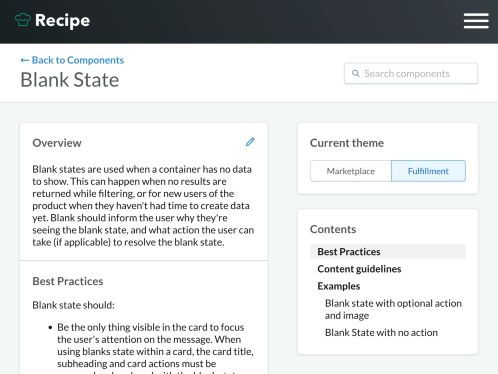 Recipe
← Back to Components
Blank State
Search components
Overview
Blank states are used when a container has no data
to show. This can happen when no results are
returned while filtering, or for new users of the
product when they haven't had time to create data
yet. Blank should inform the user why they're
seeing the blank state, and what action the user can
take (if applicable) to resolve the blank state.
Best Practices
Blank state should:
• Be the only thing visible in the card to focus
the user's attention on the message. When
using blanks state within a card, the card title,
subheading and card actions must be
Current theme
Marketplace
Fulfillment
Contents
Best Practices
Content guidelines
Examples
Blank state with optional action
and image
Blank State with no action